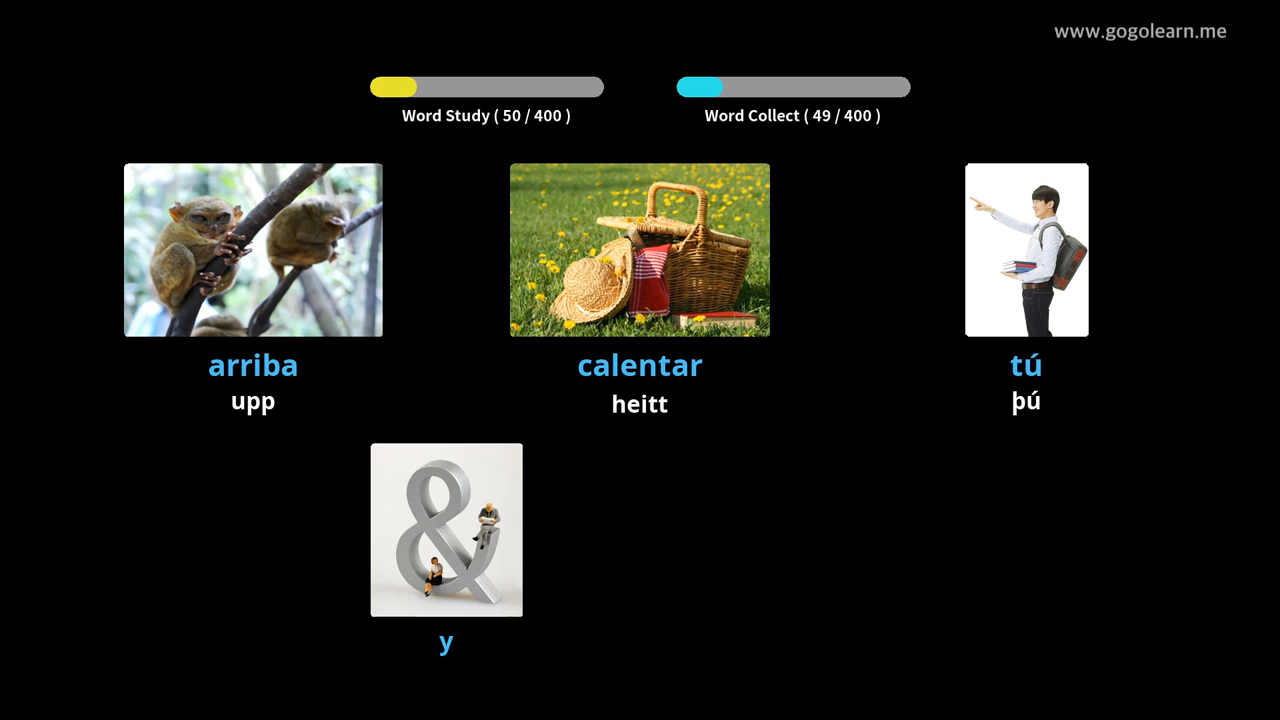 www.gogolearn.me
Word Study ( 50 / 400 )
Word Collect ( 49 / 400 )
arriba
calentar
tú
upp
heitt
þú
&
y